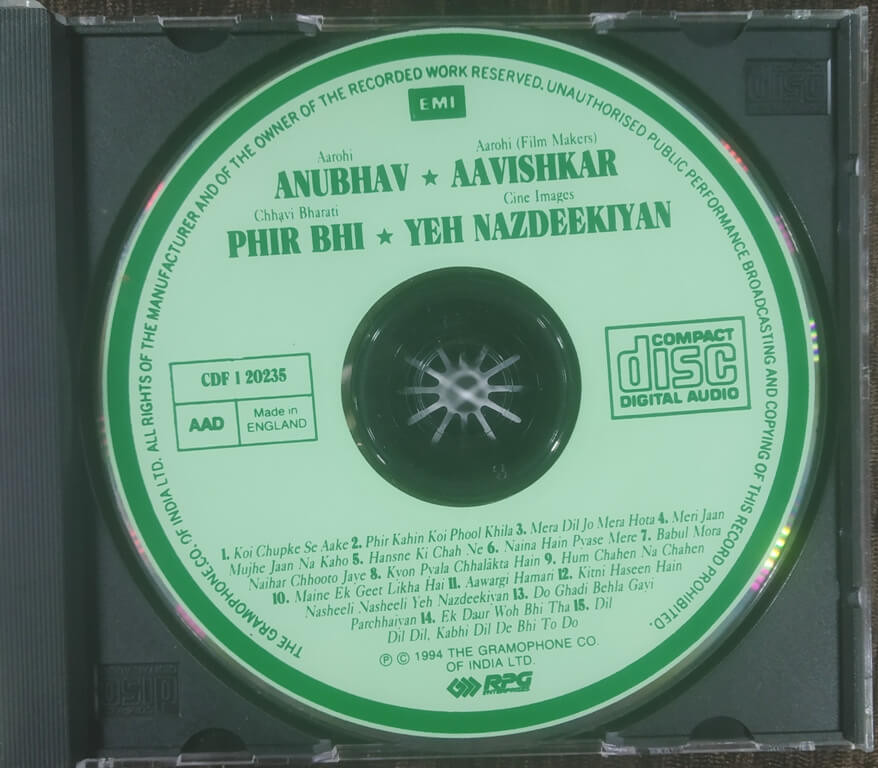 THE GRAMOPHONE.CO. OF INDIA LTD. ALL RIGHTS OF THE MANUFACTURER AND OF THE OWNER OF THE RECORDED WORK RESERVED. UNAUTHORISED PUBLIC PERFORMANCE BROADCASTING AND COPYING OF THIS RECORD PROHIBITED.
EMI
Aarohi Aarohi (Film Makers)
ANUBHAV ★ AAVISHKAR
Chhavi Bharati Cine Images
PHIR BHI ★ YEH NAZDEEKIYAN
CDF 1 20235
AAD Made in
ENGLAND
COMPACT
disc
DIGITAL AUDIO
1. Koi Chupke Se Aake 2. Phir Kahin Koi Phool Khila 3. Mera Dil Jo Mera Hota 4. Meri Jaan
Mujhe Jaan Na Kaho 5. Hansne Ki Chah Ne 6. Naina Hain Pyase Mere 7. Babul Mora
Naihar Chhooto Jaye 8. Kyon Pyala Chhalakta Hain 9. Hum Chahen Na Chahen
10. Maine Ek Geet Likha Hai 11. Aawargi Hamari 12. Kitni Haseen Hain
Nasheeli Nasheeli Yeh Nazdeekiyan 13. Do Ghadi Behla Gayi
Parchhaiyan 14. Ek Daur Woh Bhi Tha 15. Dil
Dil Dil, Kabhi Dil De Bhi To Do
Ⓟ © 1994 THE GRAMOPHONE CO.
OF INDIA LTD.
RPG
ENTERPRISES